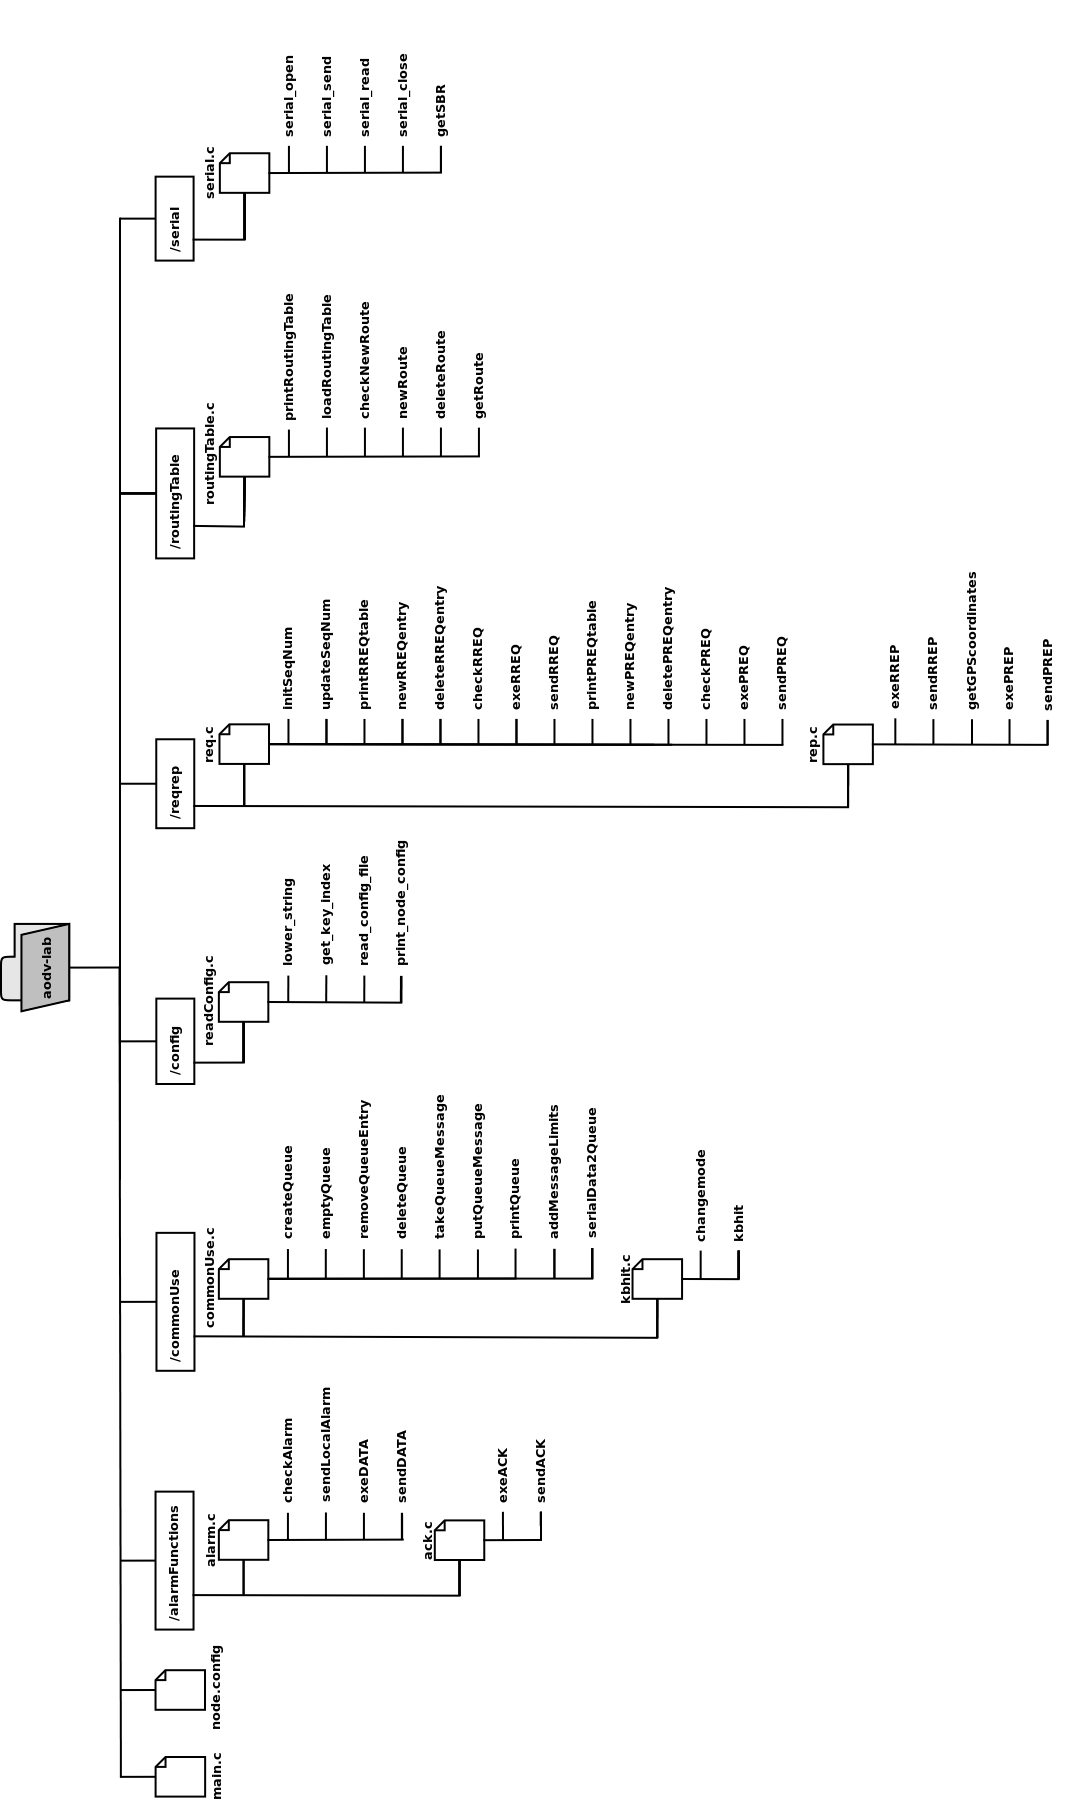 aodv-lab
main.c
node.config
/alarmFunctions
alarm.c
checkAlarm
sendLocalAlarm
exeDATA
sendDATA
ack.c
exeACK
sendACK
/commonUse
commonUse.c
createQueue
emptyQueue
removeQueueEntry
deleteQueue
takeQueueMessage
putQueueMessage
printQueue
addMessageLimits
serialData2Queue
kbhit.c
changemode
kbhit
/config
readConfig.c
lower_string
get_key_index
read_config_file
print_node_config
/reqrep
req.c
initSeqNum
updateSeqNum
printRREQtable
newRREQentry
deleteRREQentry
checkRREQ
exeRREQ
sendRREQ
printPREQtable
newPREQentry
deletePREQentry
checkPREQ
exePREQ
sendPREQ
rep.c
exeRREP
sendRREP
getGPScoordinates
exePREP
sendPREP
/routingTable
routingTable.c
printRoutingTable
loadRoutingTable
checkNewRoute
newRoute
deleteRoute
getRoute
/serial
serial.c
serial_open
serial_send
serial_read
serial_close
getSBR